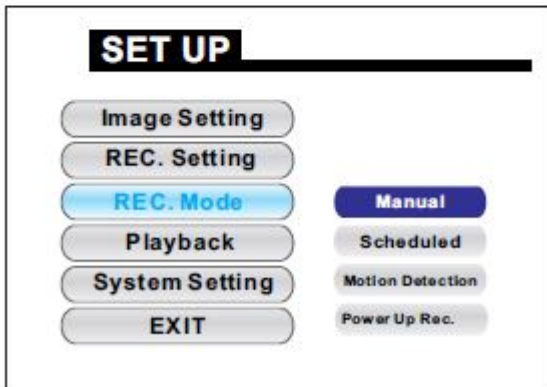 SET UP
Image Setting
REC. Setting
REC. Mode
Manual
Playback
Scheduled
System Setting
Motion Detection
EXIT
Power Up Rec.